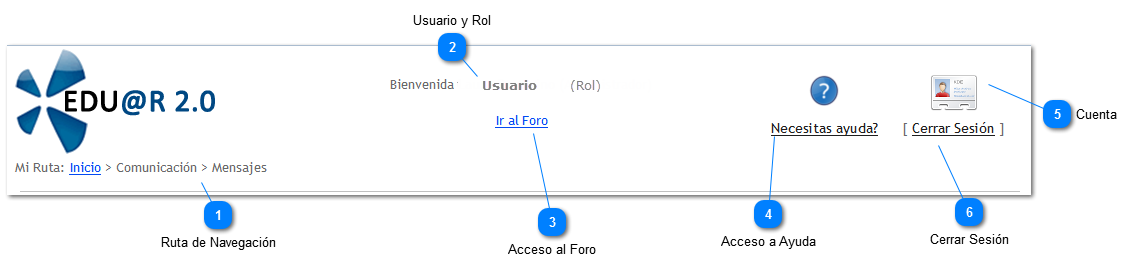 Usuario y Rol
2
EDU@R 2.0
Bienvenida Usuario (Rol)
?
Ir al Foro
Necesitas ayuda?
[ Cerrar Sesión ]
5 Cuenta
Mi Ruta: Inicio > Comunicación > Mensajes
1
Ruta de Navegación
3
Acceso al Foro
4
Acceso a Ayuda
6
Cerrar Sesión